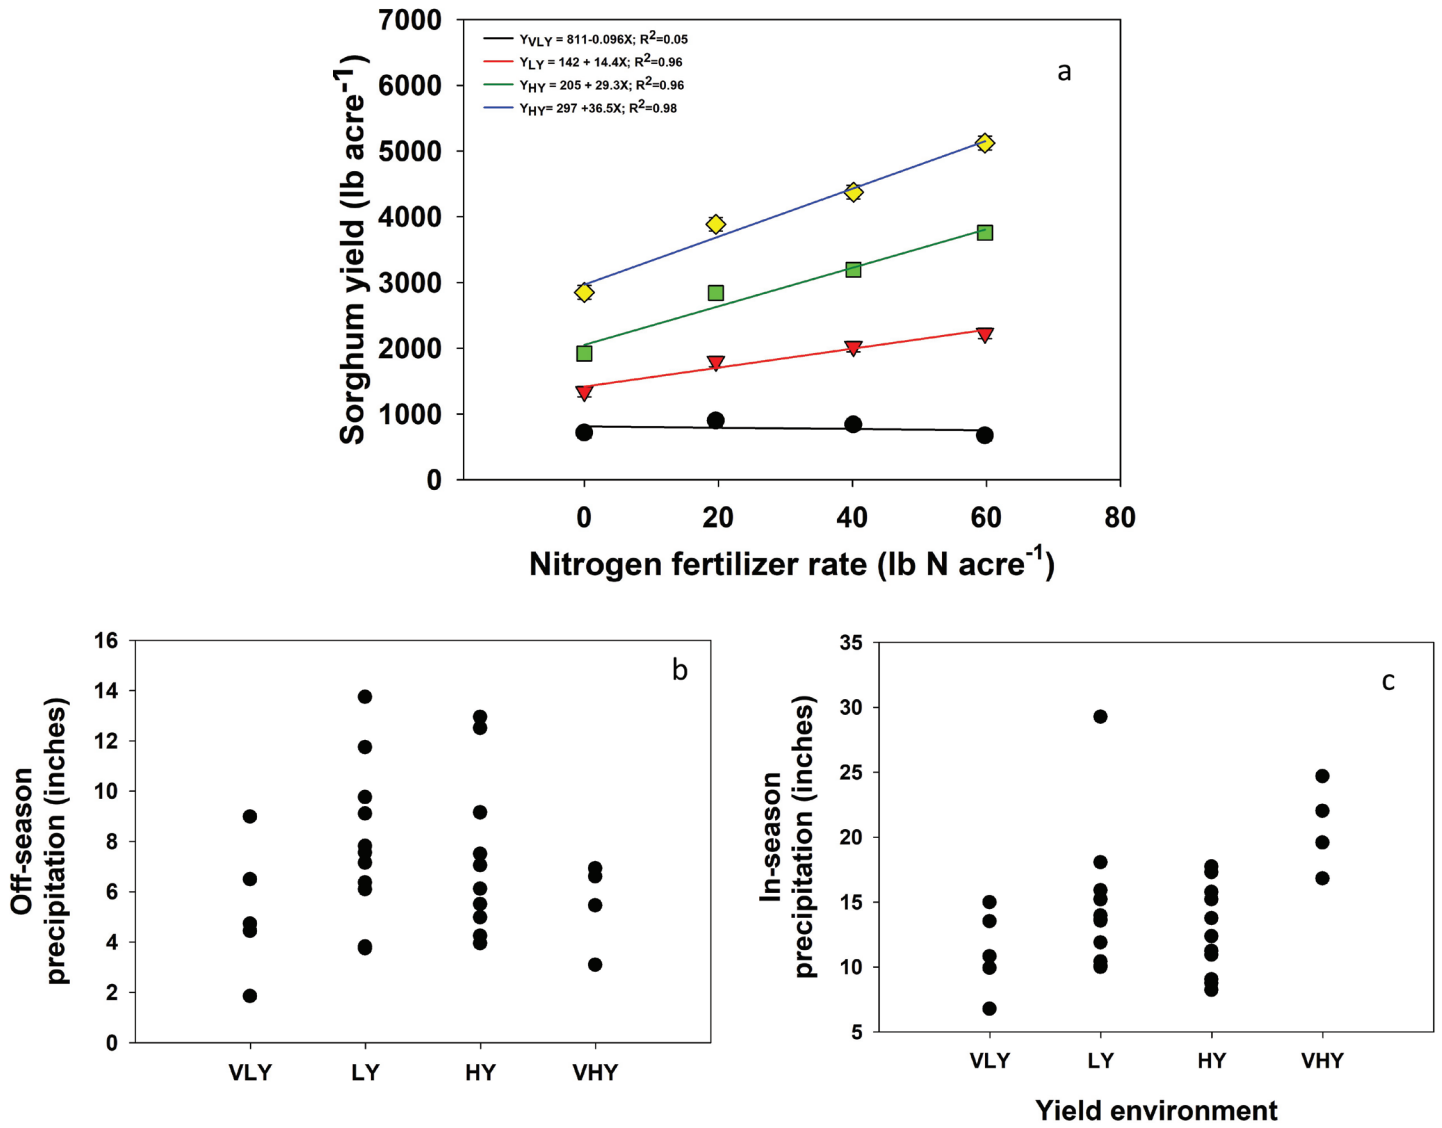 7000
6000
5000
4000
3000
2000
1000
0
Sorghum yield (lb acre⁻¹)
Y_VLY = 811-0.096X; R²=0.05
Y_LY = 142 + 14.4X; R²=0.96
Y_HY = 205 + 29.3X; R²=0.96
Y_HY= 297 +36.5X; R²=0.98
a
0 20 40 60 80
Nitrogen fertilizer rate (lb N acre⁻¹)
16
14
12
10
8
6
4
2
0
Off-season
precipitation (inches)
b
VLY LY HY VHY
35
30
25
20
15
10
5
In-season
precipitation (inches)
c
VLY LY HY VHY
Yield environment